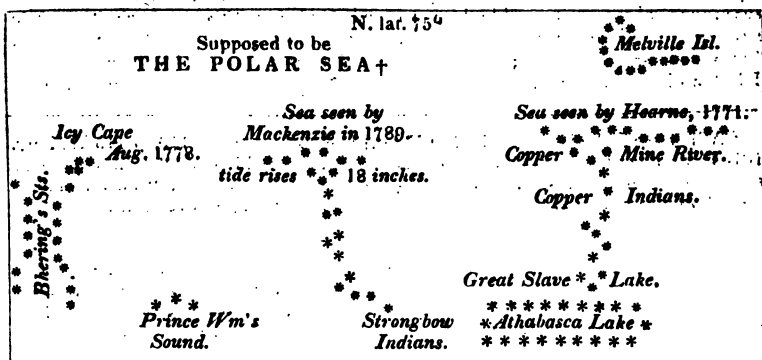 N. lat. 75°
Supposed to be
THE POLAR SEA†
Melville Isl.
Sea seen by
Mackenzie in 1789.
Sea seen by Hearne, 1771.
Icy Cape
Aug. 1778.
Copper * Mine River.
tide rises * 18 inches.
Bhering's Sts.
Copper * Indians.
Great Slave * Lake.
Prince Wm's
Sound.
Strongbow
Indians.
*Athabasca Lake *